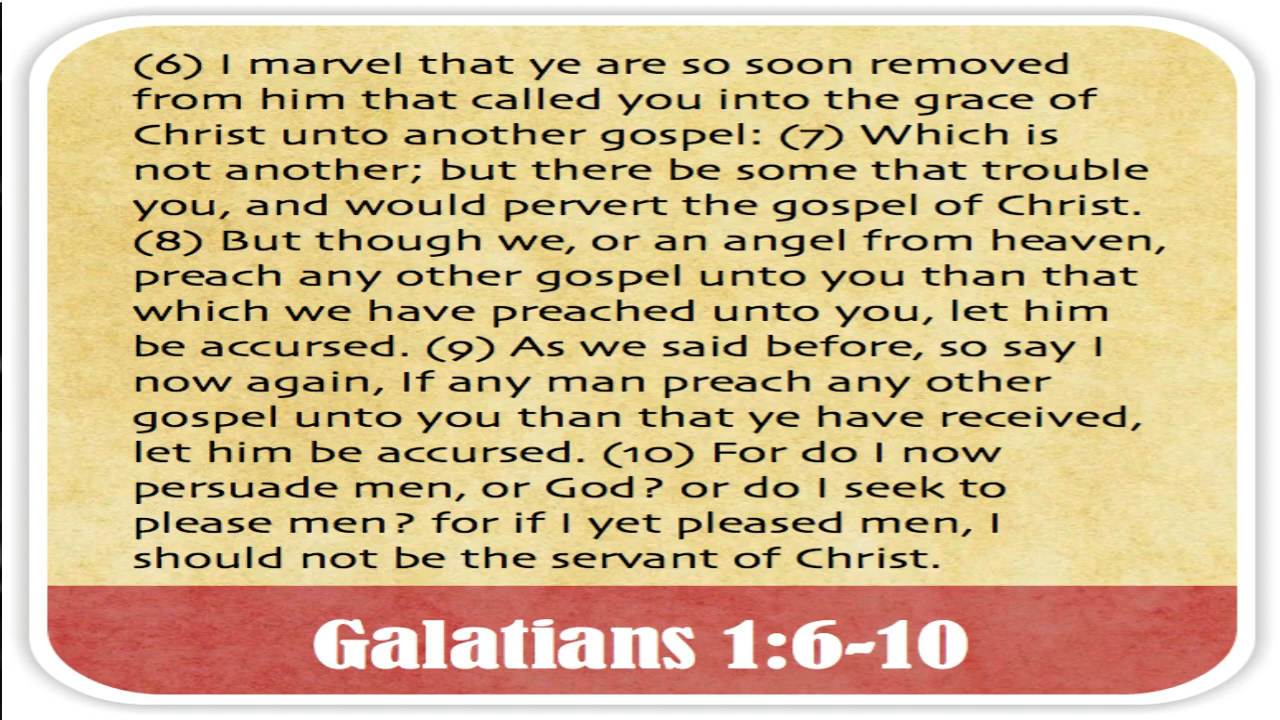 (6) I marvel that ye are so soon removed
from him that called you into the grace of
Christ unto another gospel: (7) Which is
not another; but there be some that trouble
you, and would pervert the gospel of Christ.
(8) But though we, or an angel from heaven,
preach any other gospel unto you than that
which we have preached unto you, let him
be accursed. (9) As we said before, so say I
now again, If any man preach any other
gospel unto you than that ye have received,
let him be accursed. (10) For do I now
persuade men, or God? or do I seek to
please men? for if I yet pleased men, I
should not be the servant of Christ.
Galatians 1:6-10